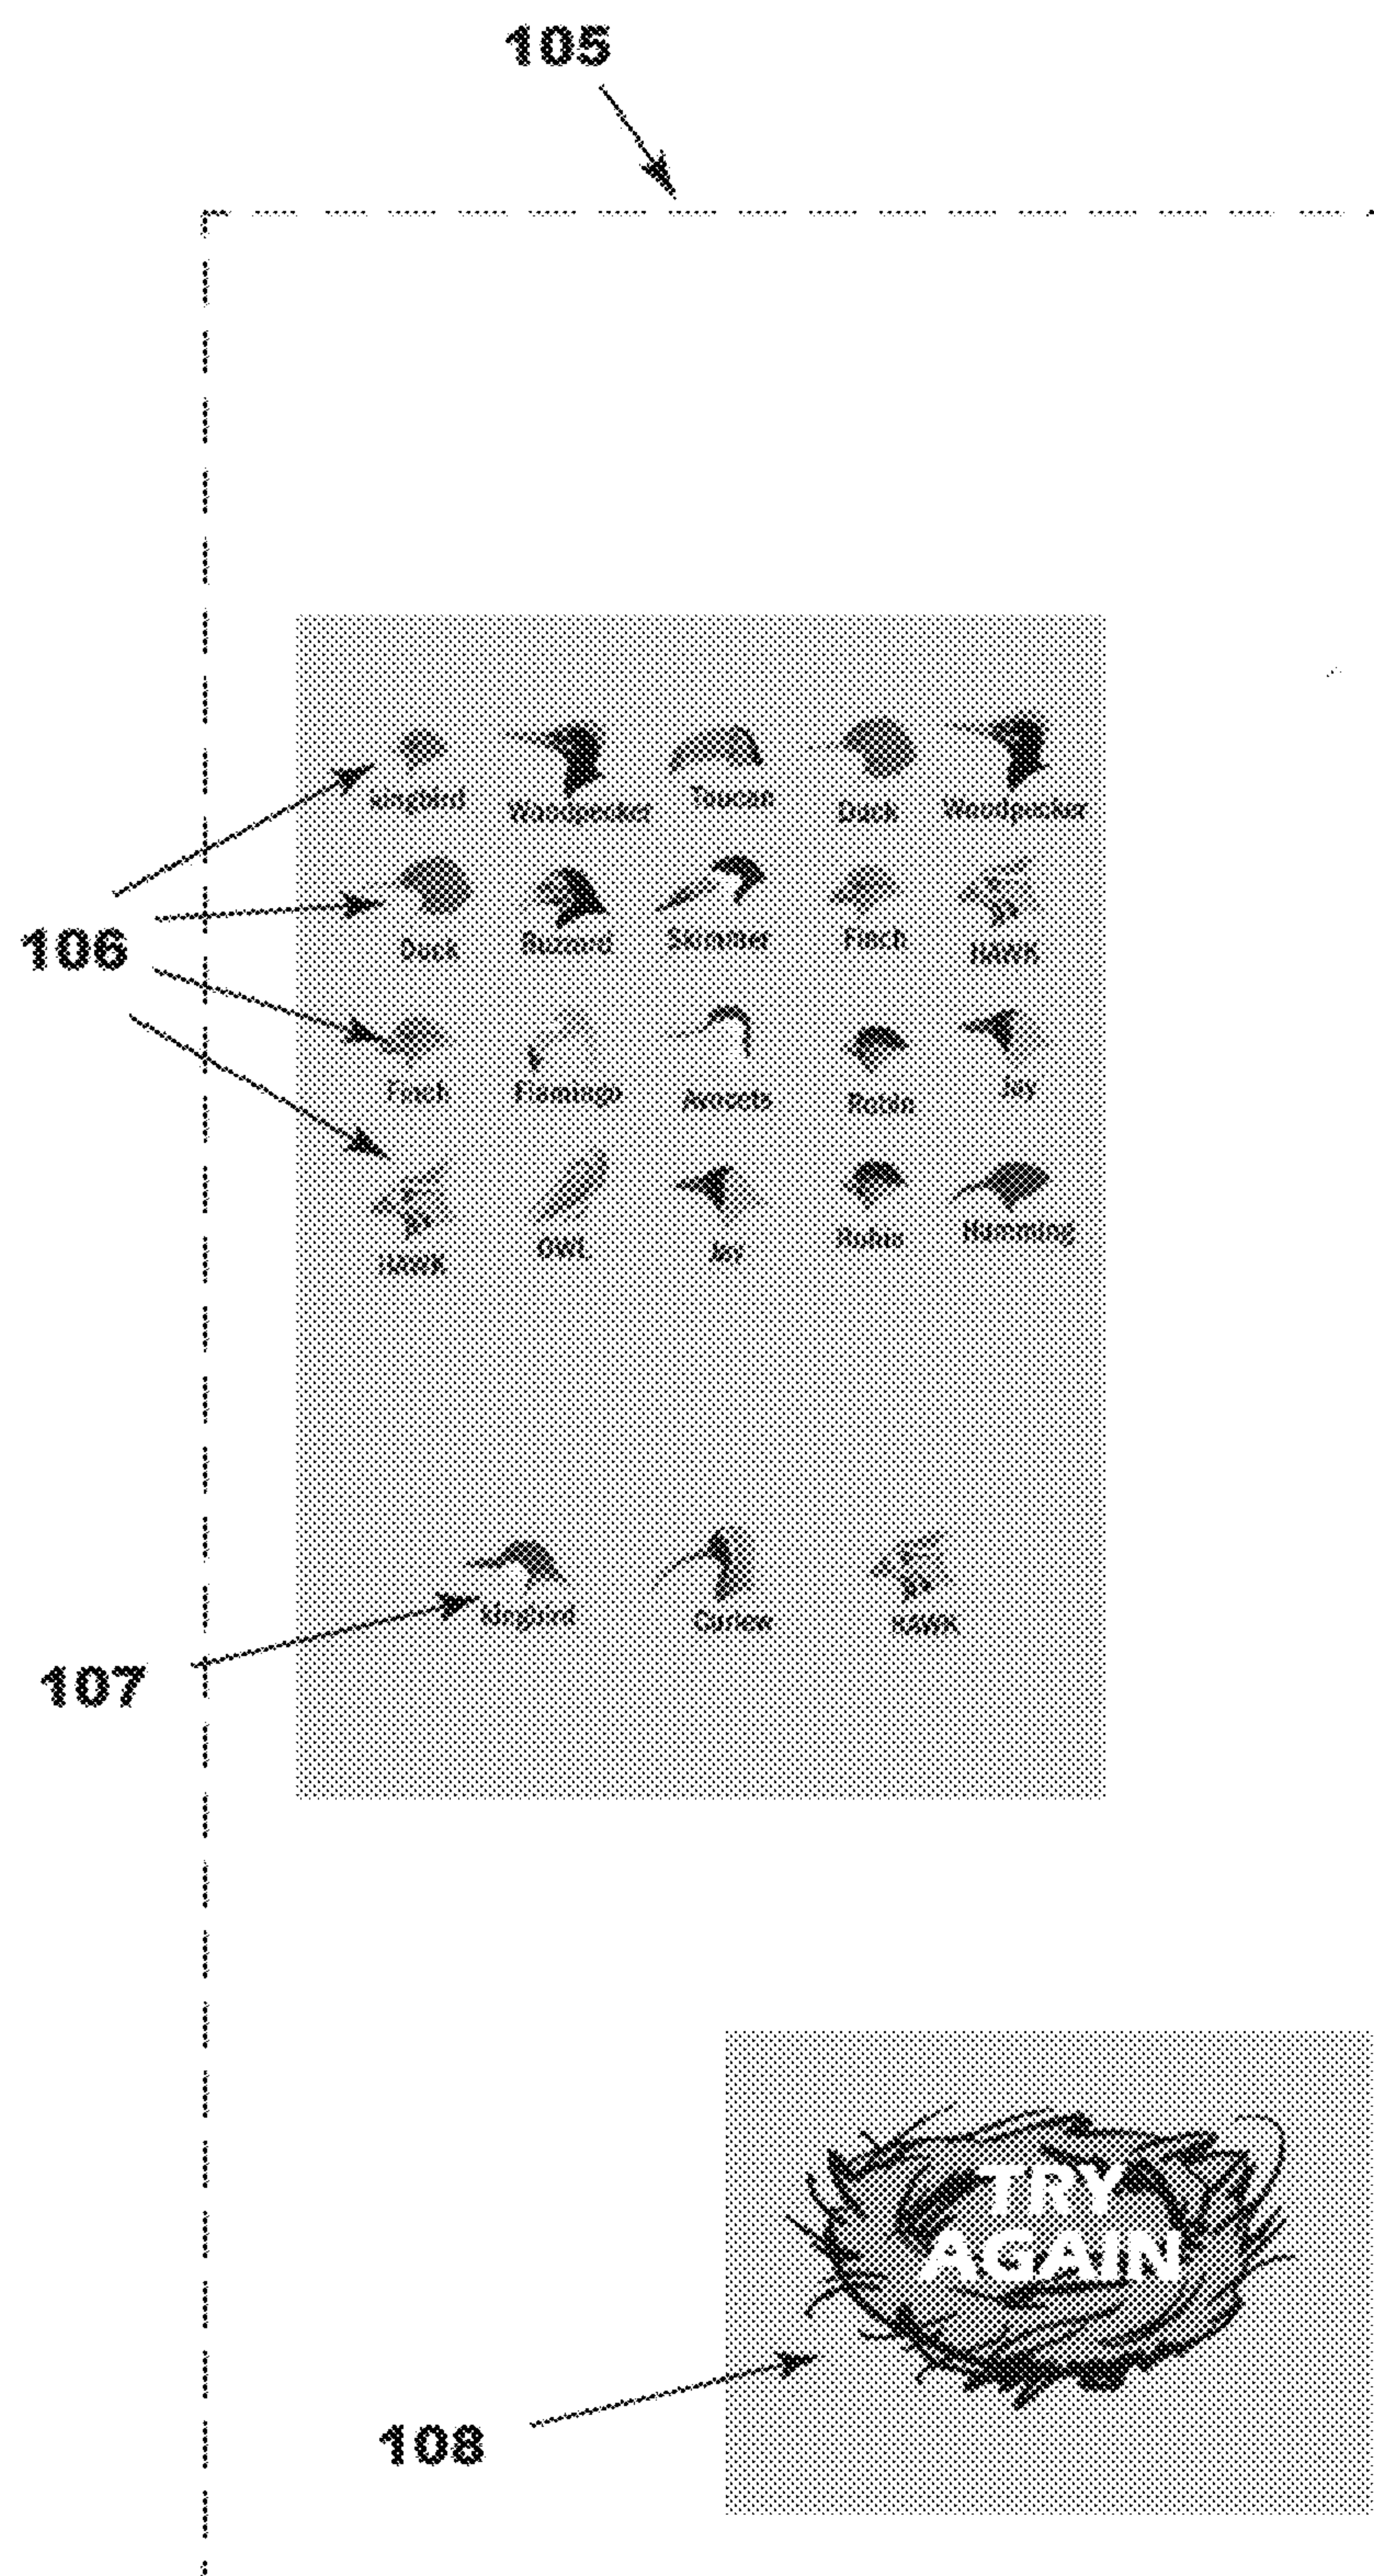 105
kingbird Woodpecker Toucan Duck Woodpecker
Duck Buzzard Skimmer Finch HAWK
106
Finch Flamingo Avocets Robin Jay
HAWK OWL Jay Robin Humming
kingbird Curlew HAWK
107
TRY
AGAIN
108